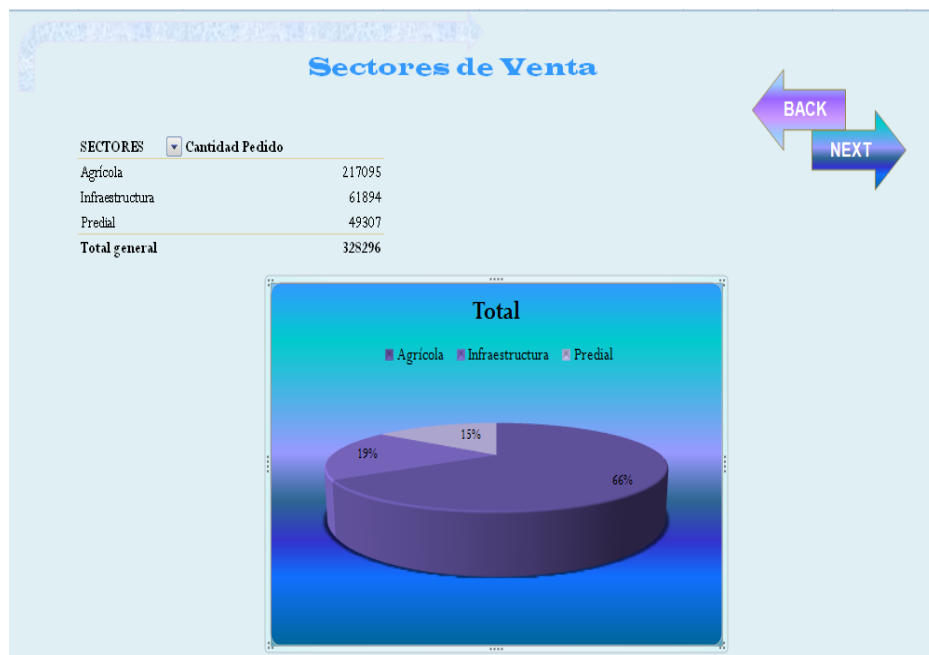 Sectores de Venta
BACK
NEXT
SECTORES Cantidad Pedido
Agrícola 217095
Infraestructura 61894
Predial 49307
Total general 328296
Total
Agrícola Infraestructura Predial
15%
19%
66%